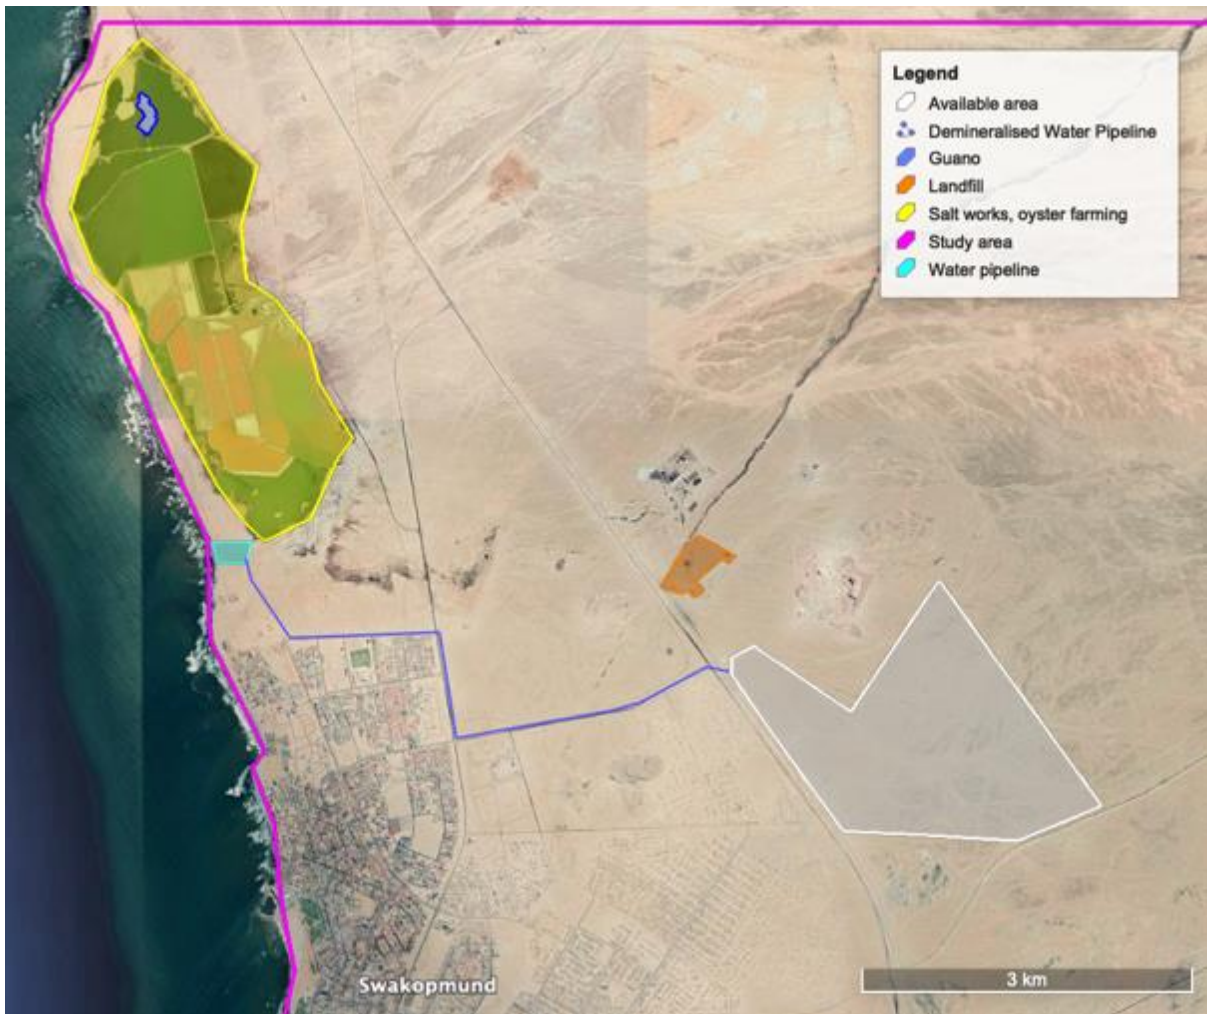 Legend
Available area
Demineralised Water Pipeline
Guano
Landfill
Salt works, oyster farming
Study area
Water pipeline
Swakopmund
3 km